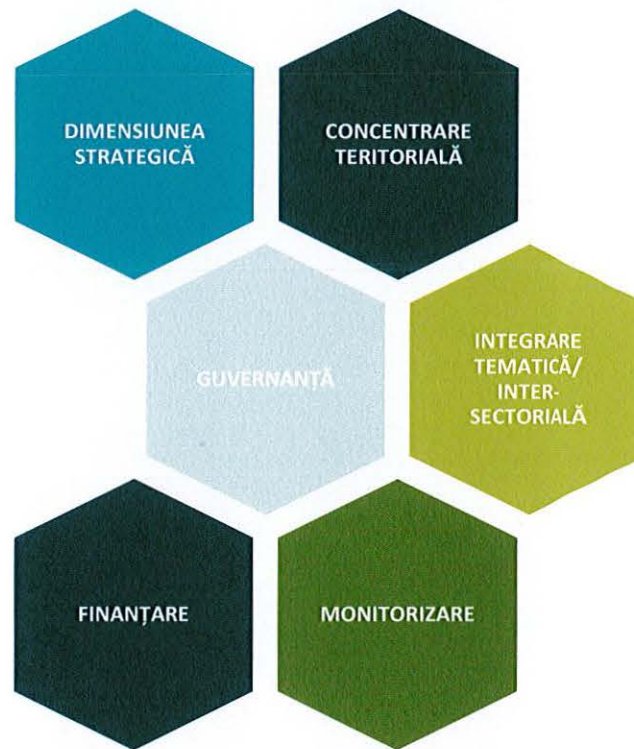 DIMENSIUNEA
STRATEGICĂ
CONCENTRARE
TERITORIALĂ
GUVERNANȚĂ
INTEGRARE
TEMATICĂ/
INTER-
SECTORIALĂ
FINANȚARE
MONITORIZARE